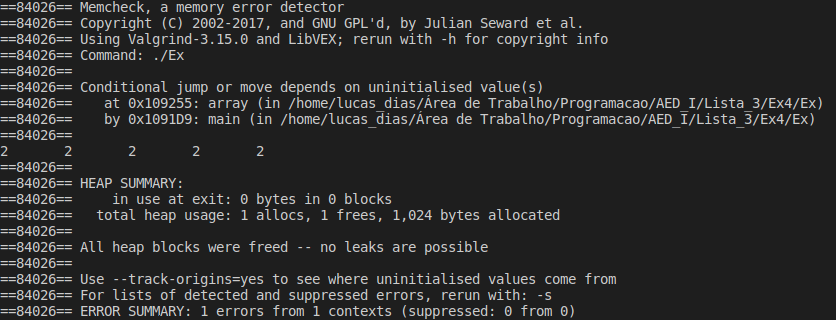 ==84026== Memcheck, a memory error detector
==84026== Copyright (C) 2002-2017, and GNU GPL'd, by Julian Seward et al.
==84026== Using Valgrind-3.15.0 and LibVEX; rerun with -h for copyright info
==84026== Command: ./Ex
==84026==
==84026== Conditional jump or move depends on uninitialised value(s)
==84026==    at 0x109255: array (in /home/lucas_dias/Área de Trabalho/Programacao/AED_I/Lista_3/Ex4/Ex)
==84026==    by 0x1091D9: main (in /home/lucas_dias/Área de Trabalho/Programacao/AED_I/Lista_3/Ex4/Ex)
==84026==
2       2       2       2       2
==84026==
==84026== HEAP SUMMARY:
==84026==     in use at exit: 0 bytes in 0 blocks
==84026==   total heap usage: 1 allocs, 1 frees, 1,024 bytes allocated
==84026==
==84026== All heap blocks were freed -- no leaks are possible
==84026==
==84026== Use --track-origins=yes to see where uninitialised values come from
==84026== For lists of detected and suppressed errors, rerun with: -s
==84026== ERROR SUMMARY: 1 errors from 1 contexts (suppressed: 0 from 0)